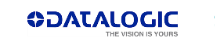 DATALOGIC
THE VISION IS YOURS